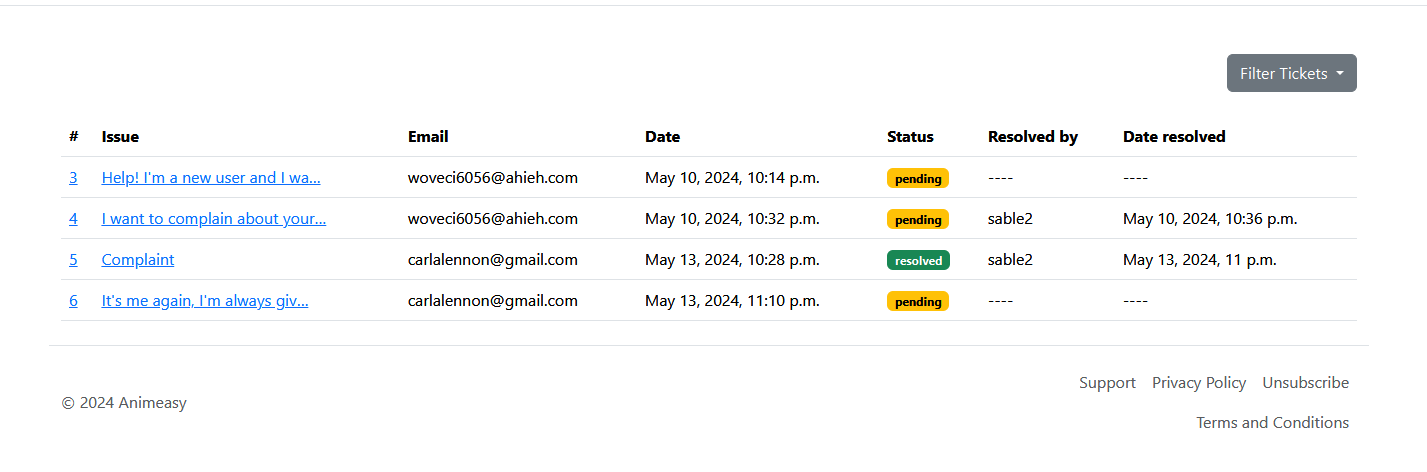 Filter Tickets
# Issue Email Date Status Resolved by Date resolved
3 Help! I'm a new user and I wa... woveci6056@ahieh.com May 10, 2024, 10:14 p.m. pending ---- ----
4 I want to complain about your... woveci6056@ahieh.com May 10, 2024, 10:32 p.m. pending sable2 May 10, 2024, 10:36 p.m.
5 Complaint carlalennon@gmail.com May 13, 2024, 10:28 p.m. resolved sable2 May 13, 2024, 11 p.m.
6 It's me again, I'm always giv... carlalennon@gmail.com May 13, 2024, 11:10 p.m. pending ---- ----
Support Privacy Policy Unsubscribe
© 2024 Animeasy
Terms and Conditions